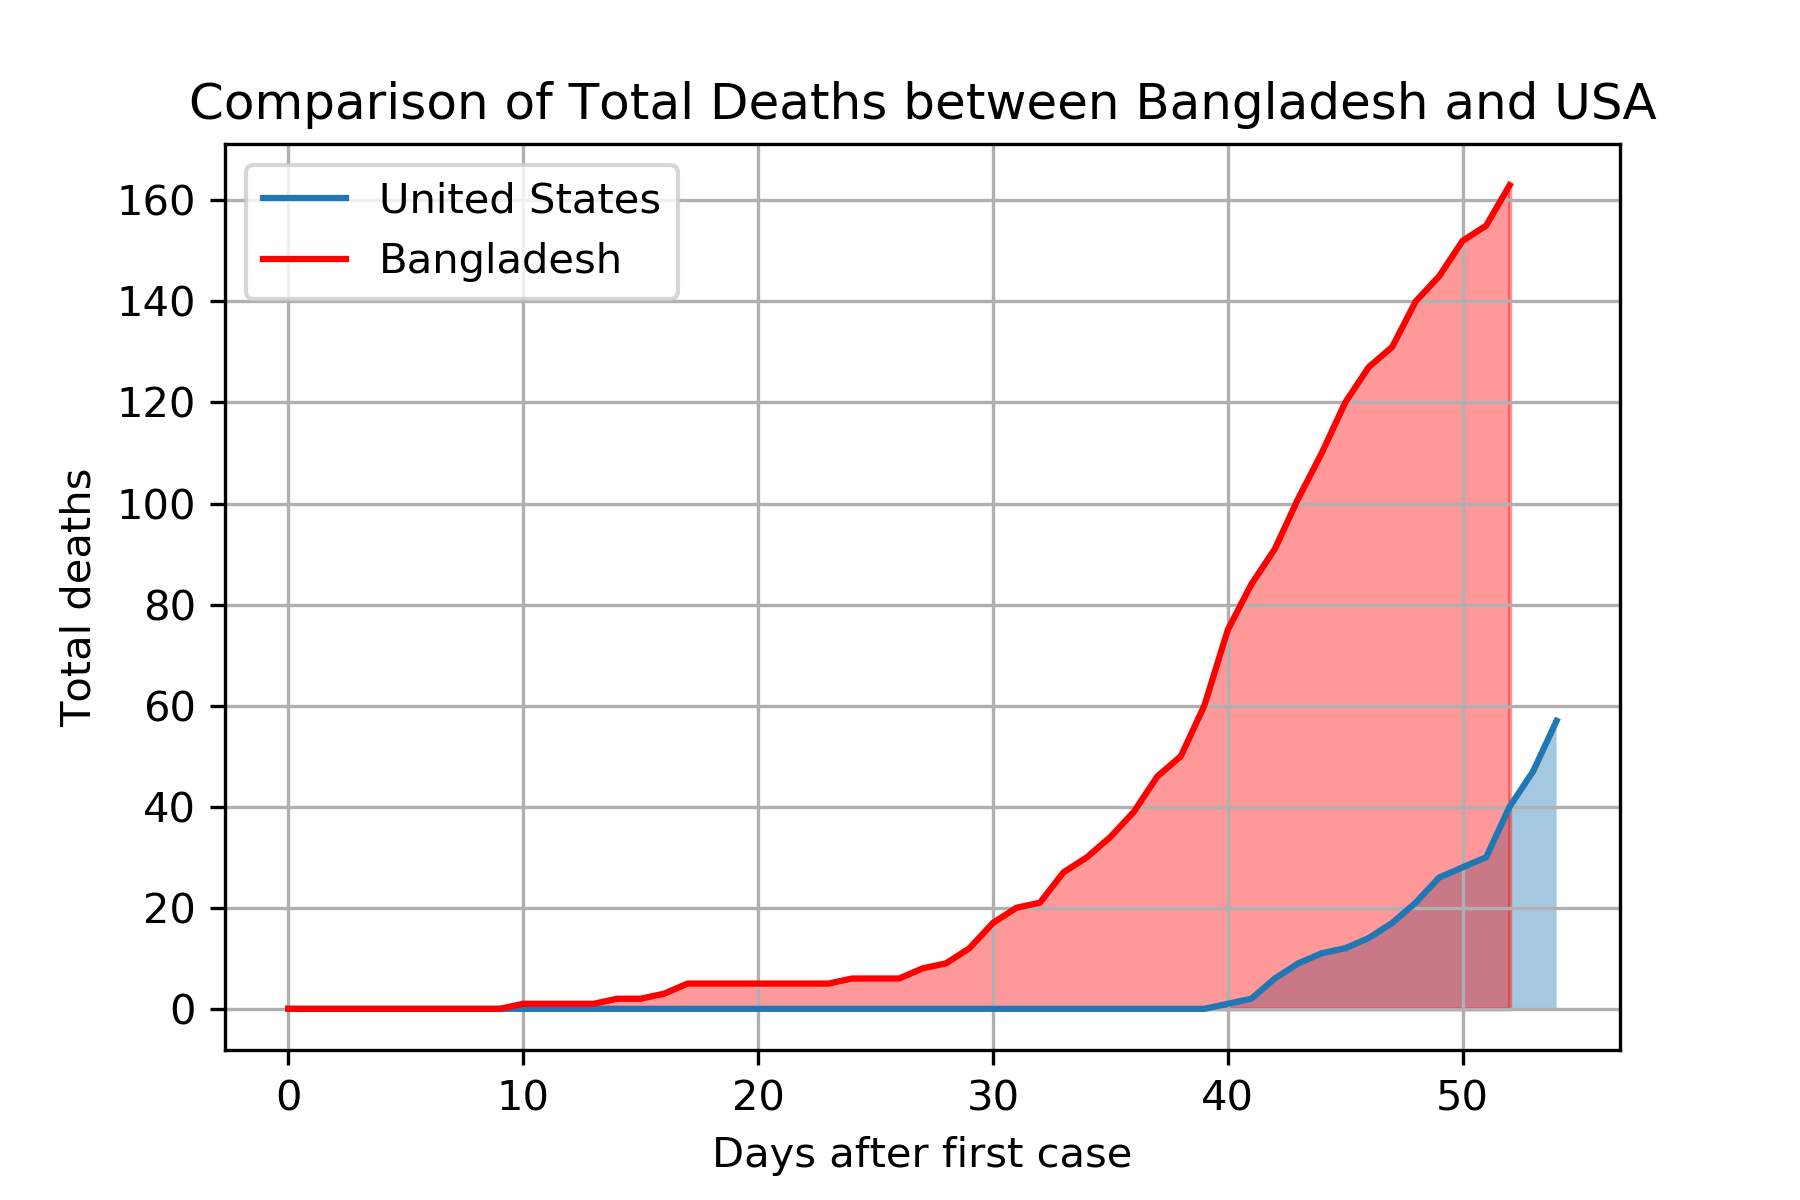 Comparison of Total Deaths between Bangladesh and USA
United States
Bangladesh
160
140
120
100
80
60
40
20
0
Total deaths
0 10 20 30 40 50
Days after first case